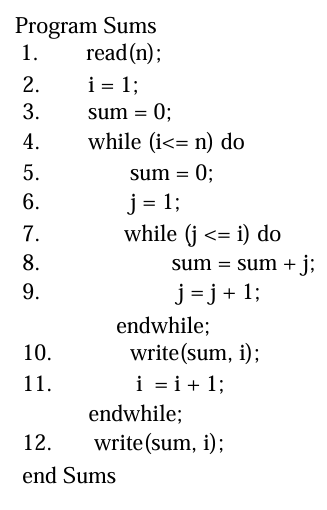 Program Sums
1. read(n);
2. i = 1;
3. sum = 0;
4. while (i<= n) do
5. sum = 0;
6. j = 1;
7. while (j <= i) do
8. sum = sum + j;
9. j = j + 1;
endwhile;
10. write(sum, i);
11. i = i + 1;
endwhile;
12. write(sum, i);
end Sums